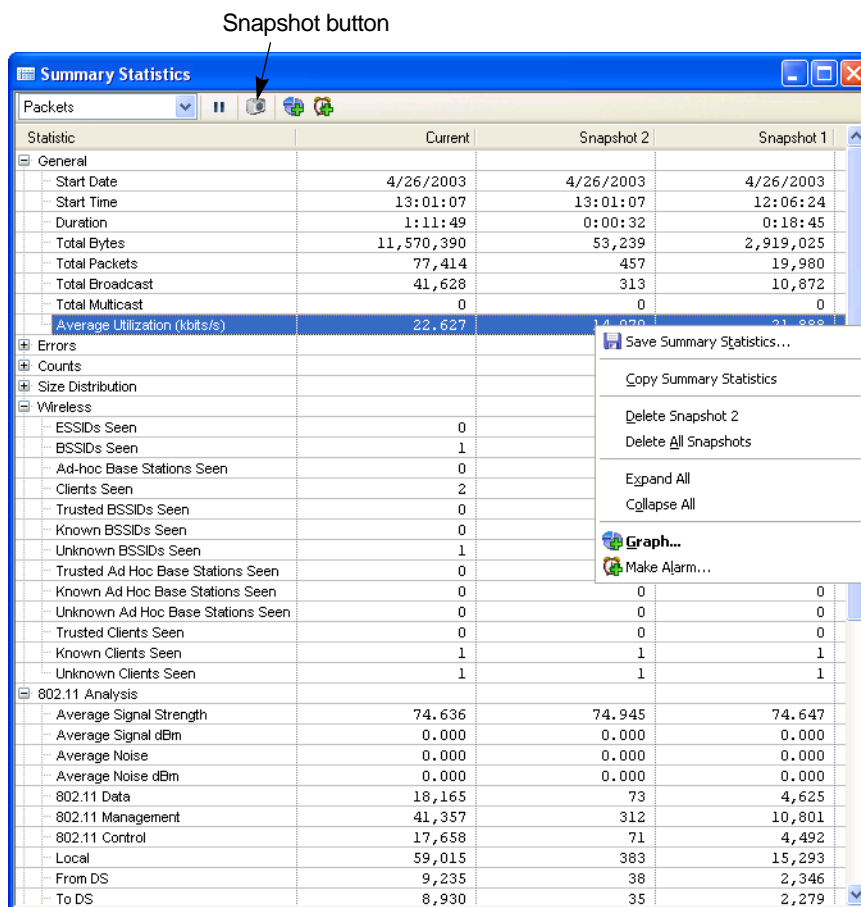 Snapshot button
Summary Statistics
Packets
Statistic Current Snapshot 2 Snapshot 1
General
Start Date 4/26/2003 4/26/2003 4/26/2003
Start Time 13:01:07 13:01:07 12:06:24
Duration 1:11:49 0:00:32 0:18:45
Total Bytes 11,570,390 53,239 2,919,025
Total Packets 77,414 457 19,980
Total Broadcast 41,628 313 10,872
Total Multicast 0 0 0
Average Utilization (kbits/s) 22.627
Errors
Counts
Size Distribution
Wireless
ESSIDs Seen 0
BSSIDs Seen 1
Ad-hoc Base Stations Seen 0
Clients Seen 2
Trusted BSSIDs Seen 0
Known BSSIDs Seen 0
Unknown BSSIDs Seen 1
Trusted Ad Hoc Base Stations Seen 0
Known Ad Hoc Base Stations Seen 0 0 0
Unknown Ad Hoc Base Stations Seen 0 0 0
Trusted Clients Seen 0 0 0
Known Clients Seen 1 1 1
Unknown Clients Seen 1 1 1
802.11 Analysis
Average Signal Strength 74.636 74.945 74.647
Average Signal dBm 0.000 0.000 0.000
Average Noise 0.000 0.000 0.000
Average Noise dBm 0.000 0.000 0.000
802.11 Data 18,165 73 4,625
802.11 Management 41,357 312 10,801
802.11 Control 17,658 71 4,492
Local 59,015 383 15,293
From DS 9,235 38 2,346
To DS 8,930 35 2,279
Save Summary Statistics...
Copy Summary Statistics
Delete Snapshot 2
Delete All Snapshots
Expand All
Collapse All
Graph...
Make Alarm...